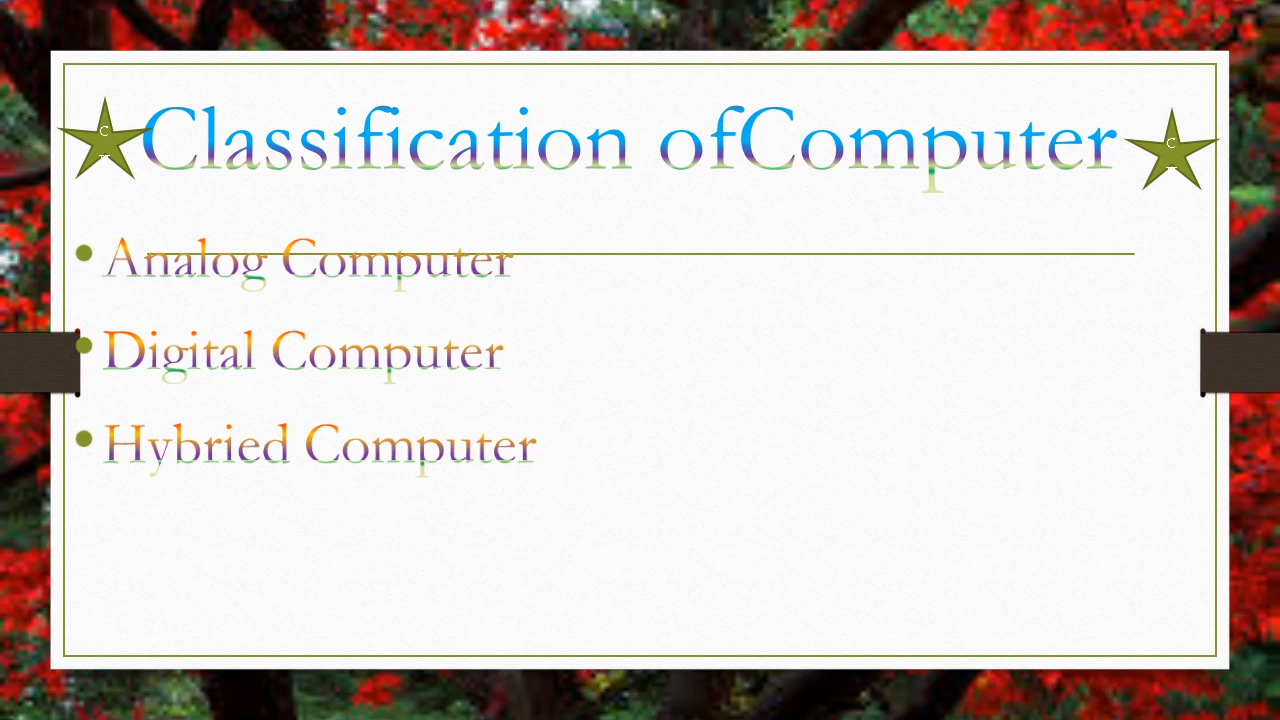 Classification ofComputer
Analog Computer
Digital Computer
Hybried Computer